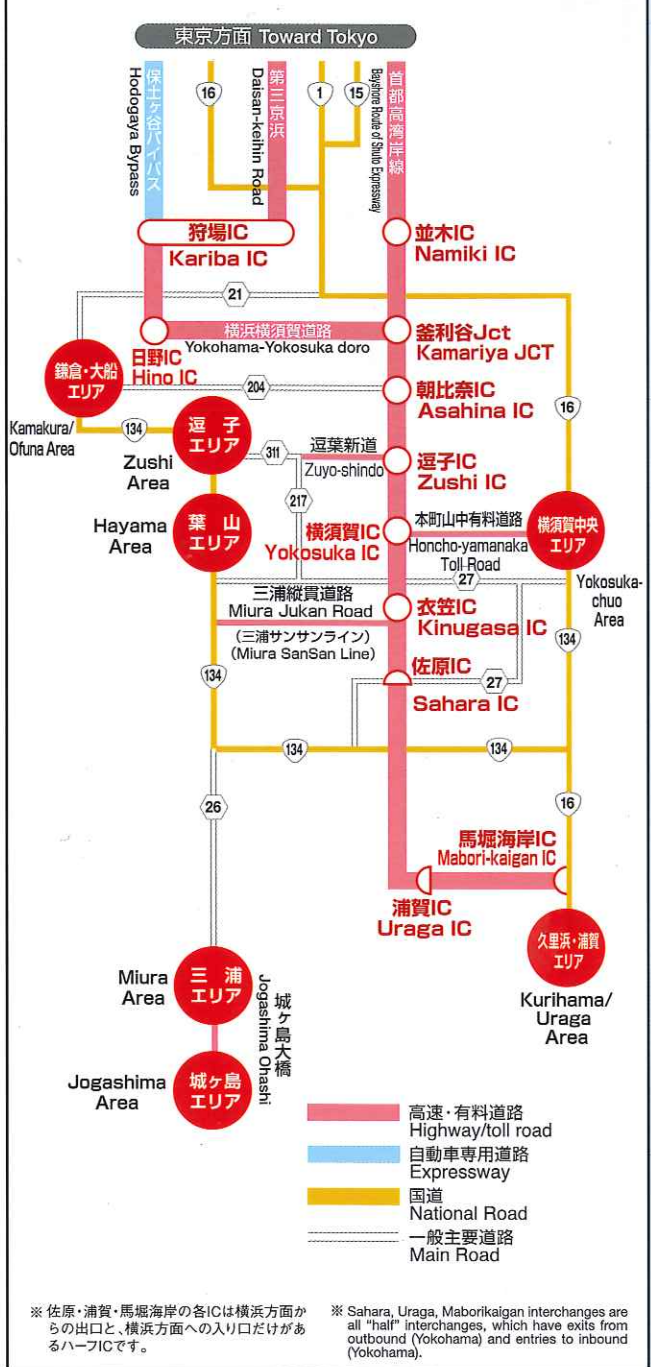 東京方面 Toward Tokyo
保土ヶ谷バイパス
Hodogaya Bypass
16
第三京浜
Daisan-keihin Road
1
15
Bayshore Route of Shuto Expressway
首都高湾岸線
狩場IC
Kariba IC
並木IC
Namiki IC
21
横浜横須賀道路
Yokohama-Yokosuka doro
釜利谷Jct
Kamariya JCT
日野IC
Hino IC
鎌倉・大船
エリア
Kamakura/
Ofuna Area
204
朝比奈IC
Asahina IC
16
134
逗子
エリア
Zushi
Area
311
逗葉新道
Zuyo-shindo
逗子IC
Zushi IC
217
葉山
エリア
Hayama
Area
横須賀IC
Yokosuka IC
本町山中有料道路
Honcho-yamanaka
Toll Road
横須賀中央
エリア
Yokosuka-
chuo
Area
27
三浦縦貫道路
Miura Jukan Road
(三浦サンサンライン)
(Miura SanSan Line)
衣笠IC
Kinugasa IC
134
134
佐原IC
Sahara IC
27
134
134
26
16
馬堀海岸IC
Mabori-kaigan IC
浦賀IC
Uraga IC
久里浜・浦賀
エリア
Kurihama/
Uraga
Area
三浦
エリア
Miura
Area
城ヶ島大橋
Jogashima Ohashi
城ヶ島
エリア
Jogashima
Area
高速・有料道路
Highway/toll road
自動車専用道路
Expressway
国道
National Road
一般主要道路
Main Road
※ 佐原・浦賀・馬堀海岸の各ICは横浜方面か
らの出口と、横浜方面への入り口だけがあ
るハーフICです。
※ Sahara, Uraga, Maborikaigan interchanges are
all "half" interchanges, which have exits from
outbound (Yokohama) and entries to inbound
(Yokohama).